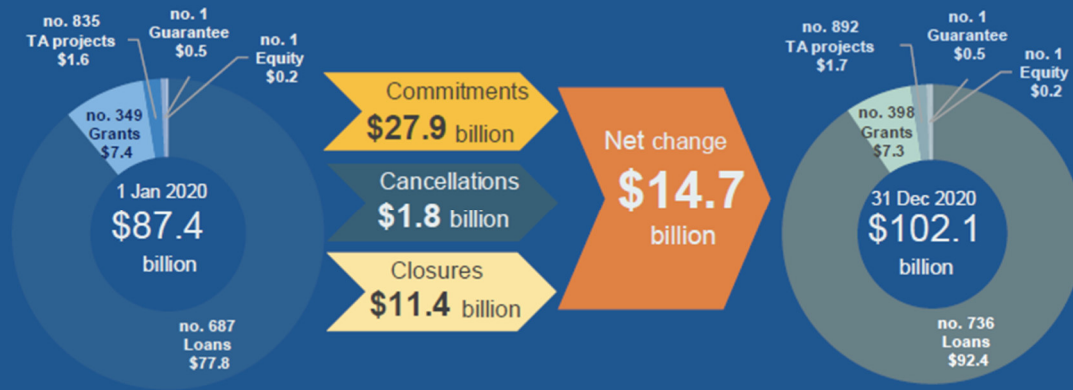 no. 835
TA projects
$1.6
no. 1
Guarantee
$0.5
no. 1
Equity
$0.2
no. 349
Grants
$7.4
1 Jan 2020
$87.4
billion
no. 687
Loans
$77.8
Commitments
$27.9 billion
Cancellations
$1.8 billion
Closures
$11.4 billion
Net change
$14.7
billion
no. 892
TA projects
$1.7
no. 1
Guarantee
$0.5
no. 1
Equity
$0.2
no. 398
Grants
$7.3
31 Dec 2020
$102.1
billion
no. 736
Loans
$92.4